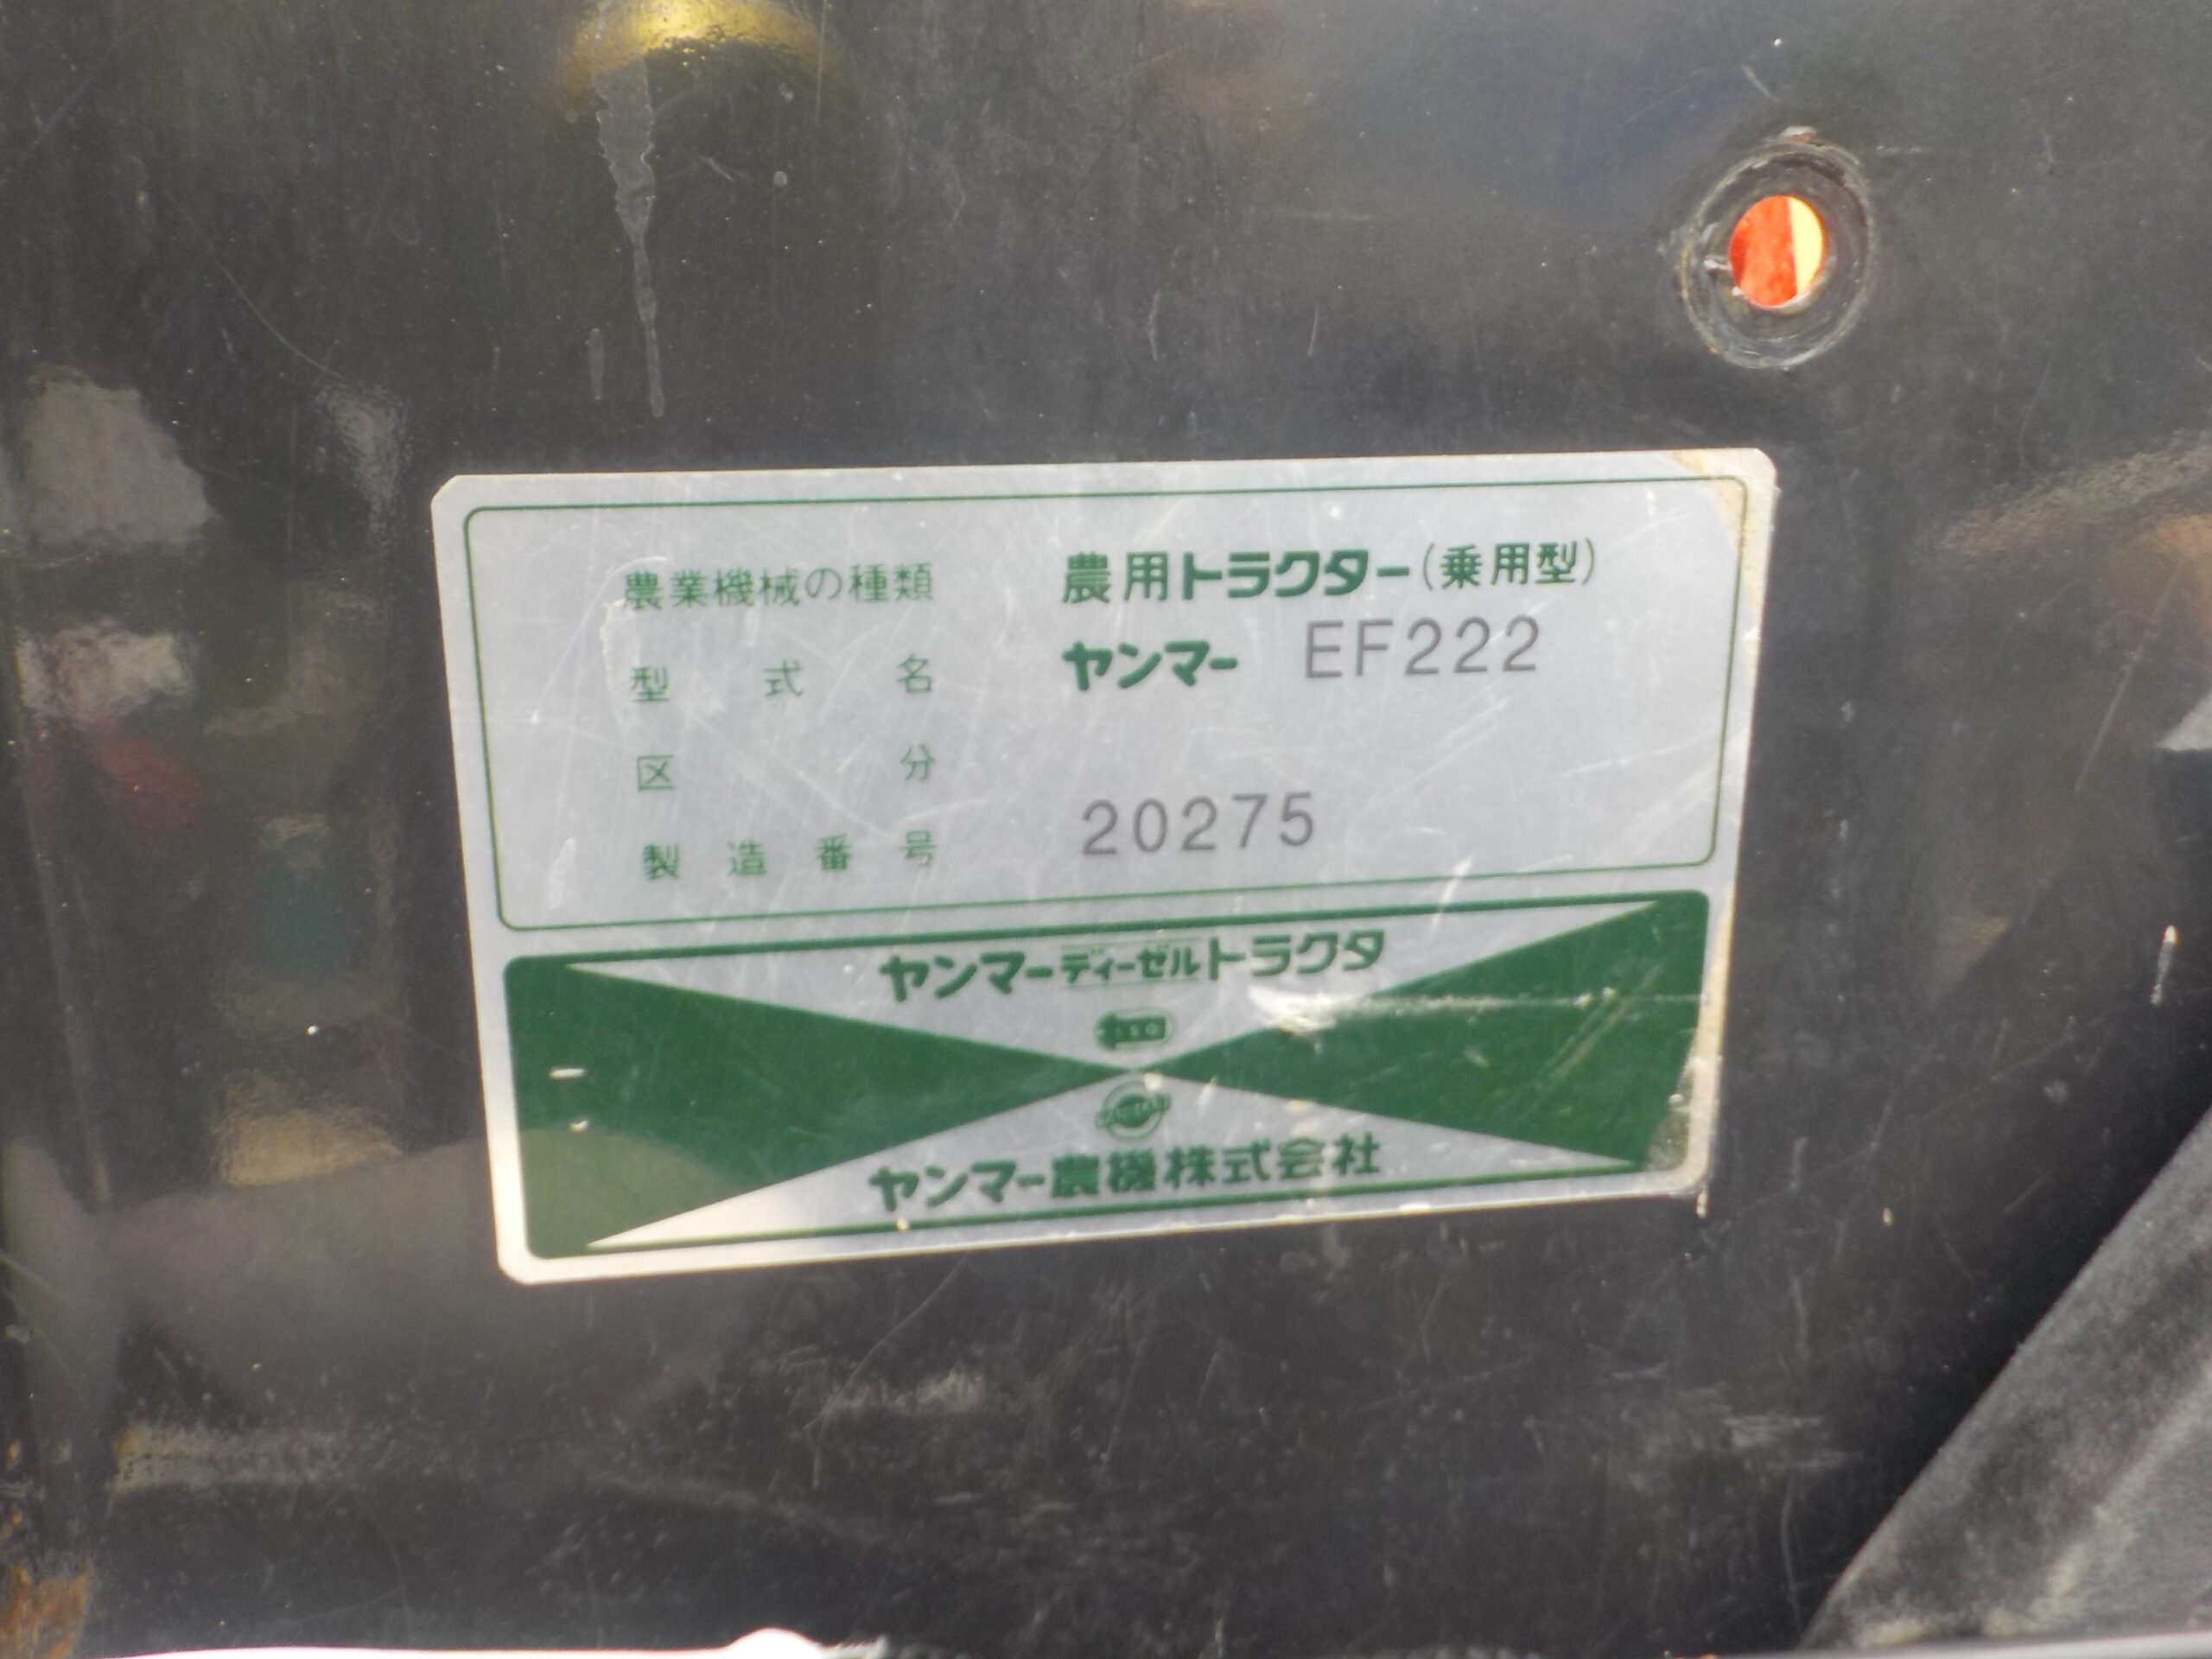 農業機械の種類 農用トラクター(乗用型)
型式名 ヤンマー EF222
区分
製造番号 20275
ヤンマーディーゼルトラクタ
ヤンマー農機株式会社